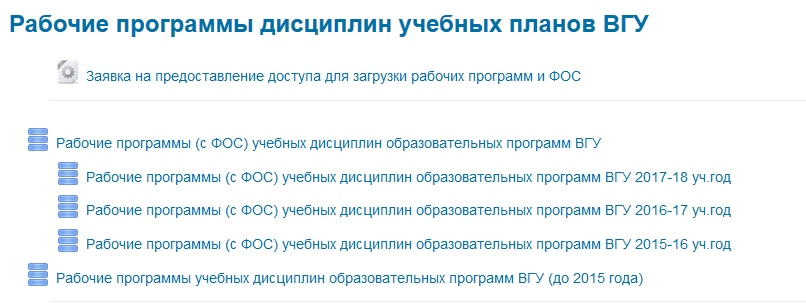 Рабочие программы дисциплин учебных планов ВГУ
Заявка на предоставление доступа для загрузки рабочих программ и ФОС
Рабочие программы (с ФОС) учебных дисциплин образовательных программ ВГУ
Рабочие программы (с ФОС) учебных дисциплин образовательных программ ВГУ 2017-18 уч.год
Рабочие программы (с ФОС) учебных дисциплин образовательных программ ВГУ 2016-17 уч.год
Рабочие программы (с ФОС) учебных дисциплин образовательных программ ВГУ 2015-16 уч.год
Рабочие программы учебных дисциплин образовательных программ ВГУ (до 2015 года)